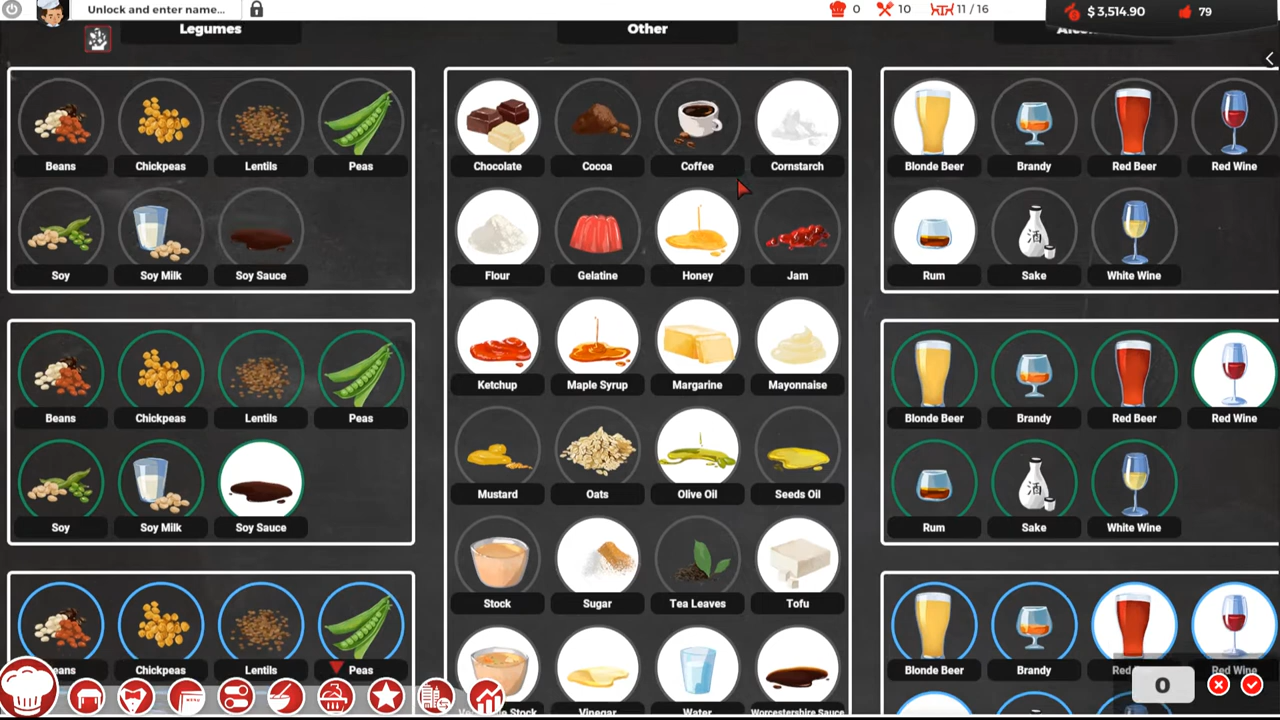 Unlock and enter name...
0
10
11 / 16
$ 3,514.90
79
Legumes
Other
Beans
Chickpeas
Lentils
Peas
Soy
Soy Milk
Soy Sauce
Chocolate
Cocoa
Coffee
Cornstarch
Flour
Gelatine
Honey
Jam
Ketchup
Maple Syrup
Margarine
Mayonnaise
Mustard
Oats
Olive Oil
Seeds Oil
Stock
Sugar
Tea Leaves
Tofu
Vinegar
Water
Worcestershire Sauce
Blonde Beer
Brandy
Red Beer
Red Wine
Rum
酒
Sake
White Wine
Beans
Chickpeas
Lentils
Peas
Soy
Soy Milk
Soy Sauce
Blonde Beer
Brandy
Red Beer
Red Wine
Rum
酒
Sake
White Wine
Chickpeas
Lentils
Peas
Blonde Beer
Brandy
Red Wine
MENU
0